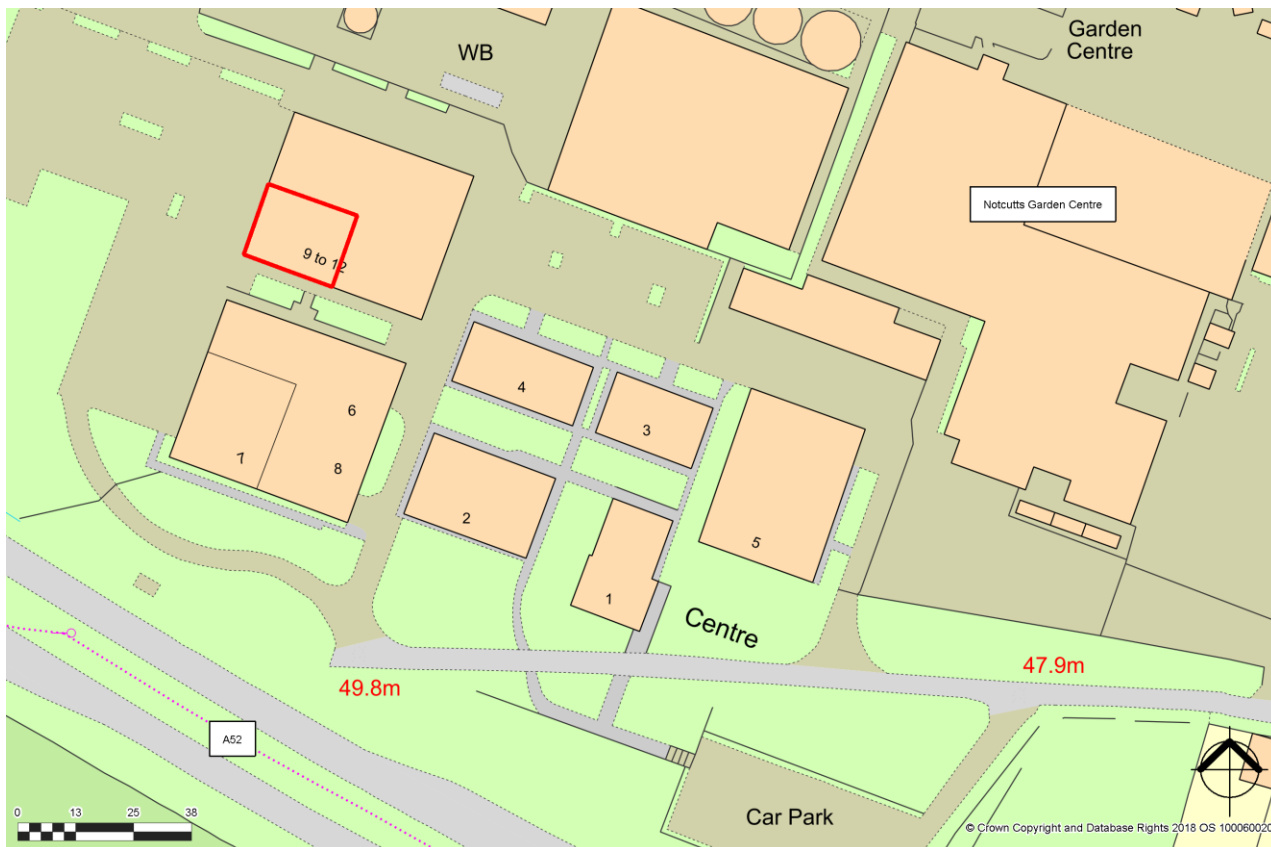 WB
Garden
Centre
Notcutts Garden Centre
9 to 12
4
3
6
7
8
2
5
1
Centre
47.9m
49.8m
A52
0 13 25 38
Car Park
© Crown Copyright and Database Rights 2018 OS 100060020